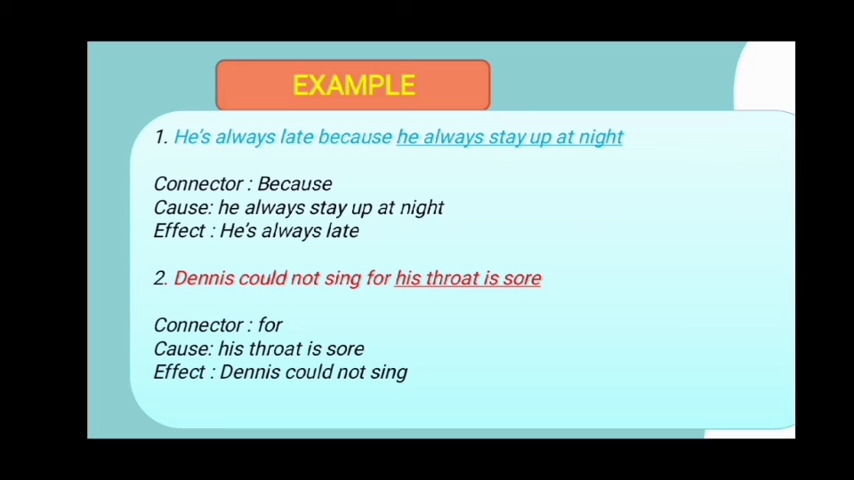 EXAMPLE
1. He's always late because he always stay up at night
Connector : Because
Cause: he always stay up at night
Effect : He's always late
2. Dennis could not sing for his throat is sore
Connector : for
Cause: his throat is sore
Effect : Dennis could not sing